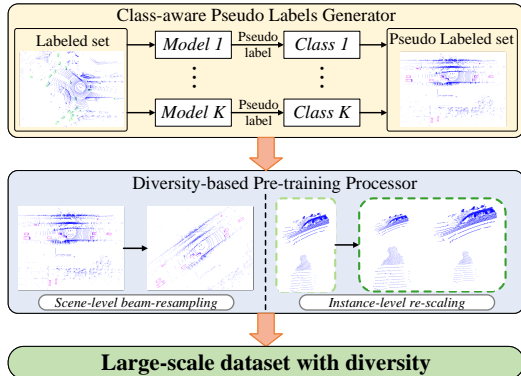 Class-aware Pseudo Labels Generator
Labeled set
Model 1
Pseudo label
Class 1
Pseudo Labeled set
Model K
Pseudo label
Class K
Diversity-based Pre-training Processor
Scene-level beam-resampling
Instance-level re-scaling
Large-scale dataset with diversity